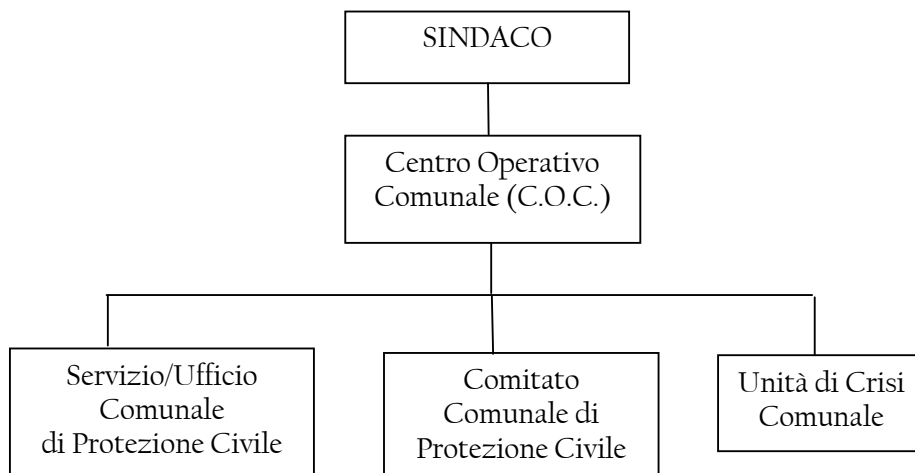 SINDACO
Centro Operativo
Comunale (C.O.C.)
Servizio/Ufficio
Comunale
di Protezione Civile
Comitato
Comunale di
Protezione Civile
Unità di Crisi
Comunale